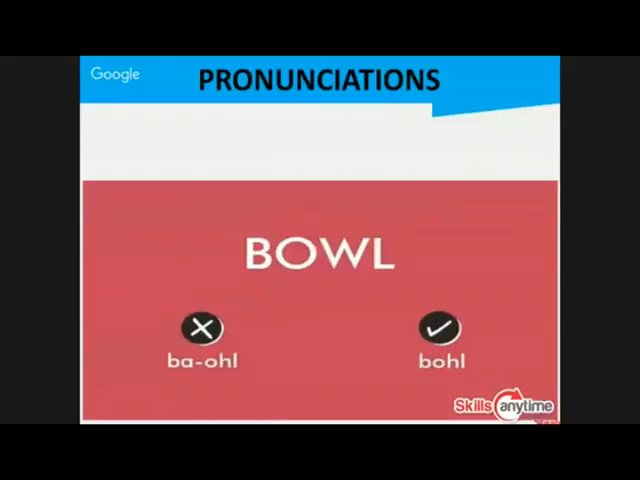 Google
PRONUNCIATIONS
BOWL
ba-ohl
bohl
Skills anytime